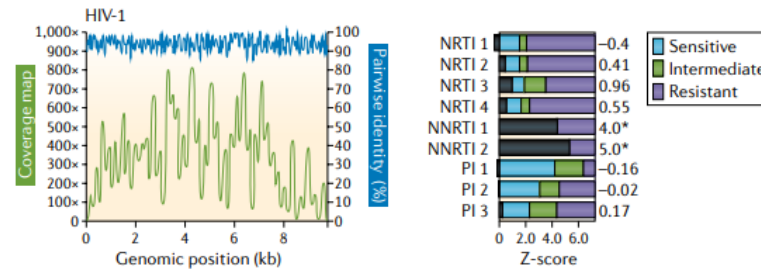 HIV-1
Coverage map
1,000×
900×
800×
700×
600×
500×
400×
300×
200×
100×
0
100
90
80
70
60
50
40
30
20
10
0
Pairwise identity (%)
0 2 4 6 8
Genomic position (kb)
NRTI 1 –0.4
NRTI 2 0.41
NRTI 3 0.96
NRTI 4 0.55
NNRTI 1 4.0*
NNRTI 2 5.0*
PI 1 –0.16
PI 2 –0.02
PI 3 0.17
0 2.0 4.0 6.0
Z-score
Sensitive
Intermediate
Resistant